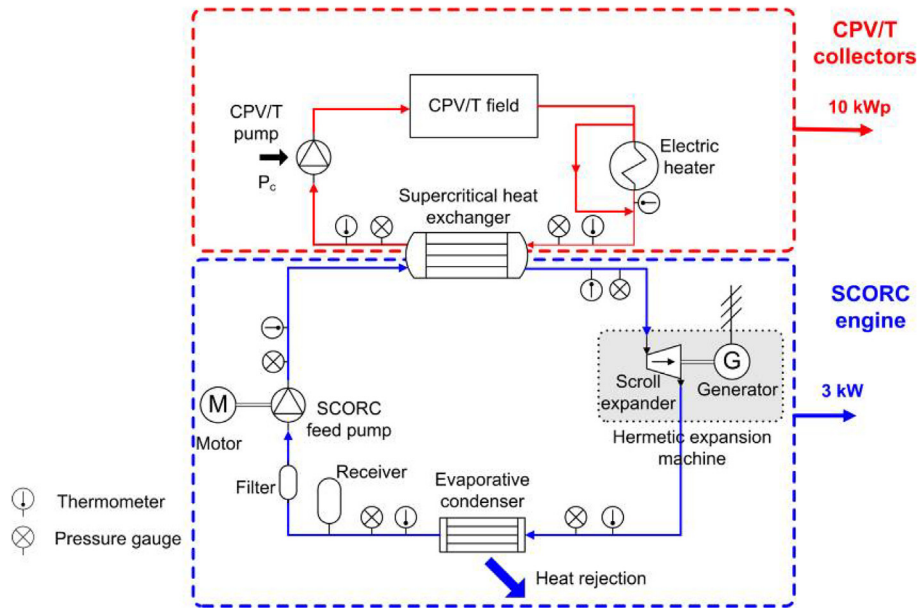 CPV/T
collectors
10 kWp
CPV/T field
CPV/T
pump
Pc
Electric
heater
Supercritical heat
exchanger
SCORC
engine
3 kW
G
Scroll
expander
Generator
Hermetic expansion
machine
M
Motor
SCORC
feed pump
Filter
Receiver
Evaporative
condenser
Heat rejection
Thermometer
Pressure gauge